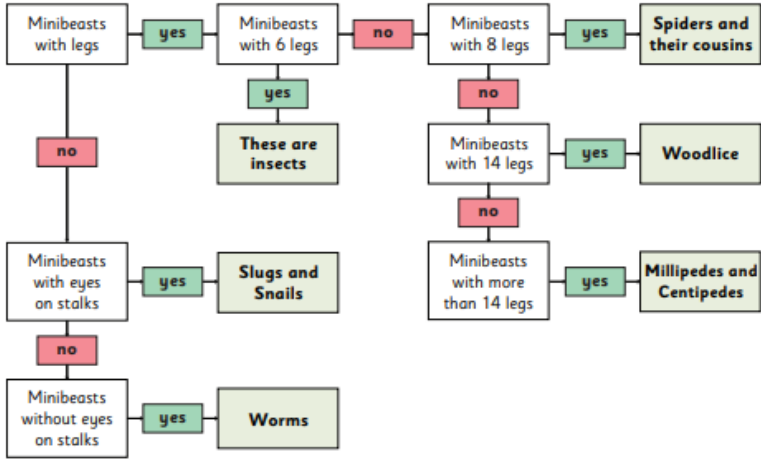 Minibeasts
with legs
yes
Minibeasts
with 6 legs
no
Minibeasts
with 8 legs
yes
Spiders and
their cousins
yes
no
These are
insects
Minibeasts
with 14 legs
yes
Woodlice
no
no
Minibeasts
with eyes
on stalks
yes
Slugs and
Snails
Minibeasts
with more
than 14 legs
yes
Millipedes and
Centipedes
no
Minibeasts
without eyes
on stalks
yes
Worms